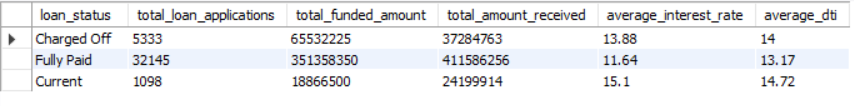 loan_status total_loan_applications total_funded_amount total_amount_received average_interest_rate average_dti
Charged Off 5333 65532225 37284763 13.88 14
Fully Paid 32145 351358350 411586256 11.64 13.17
Current 1098 18866500 24199914 15.1 14.72